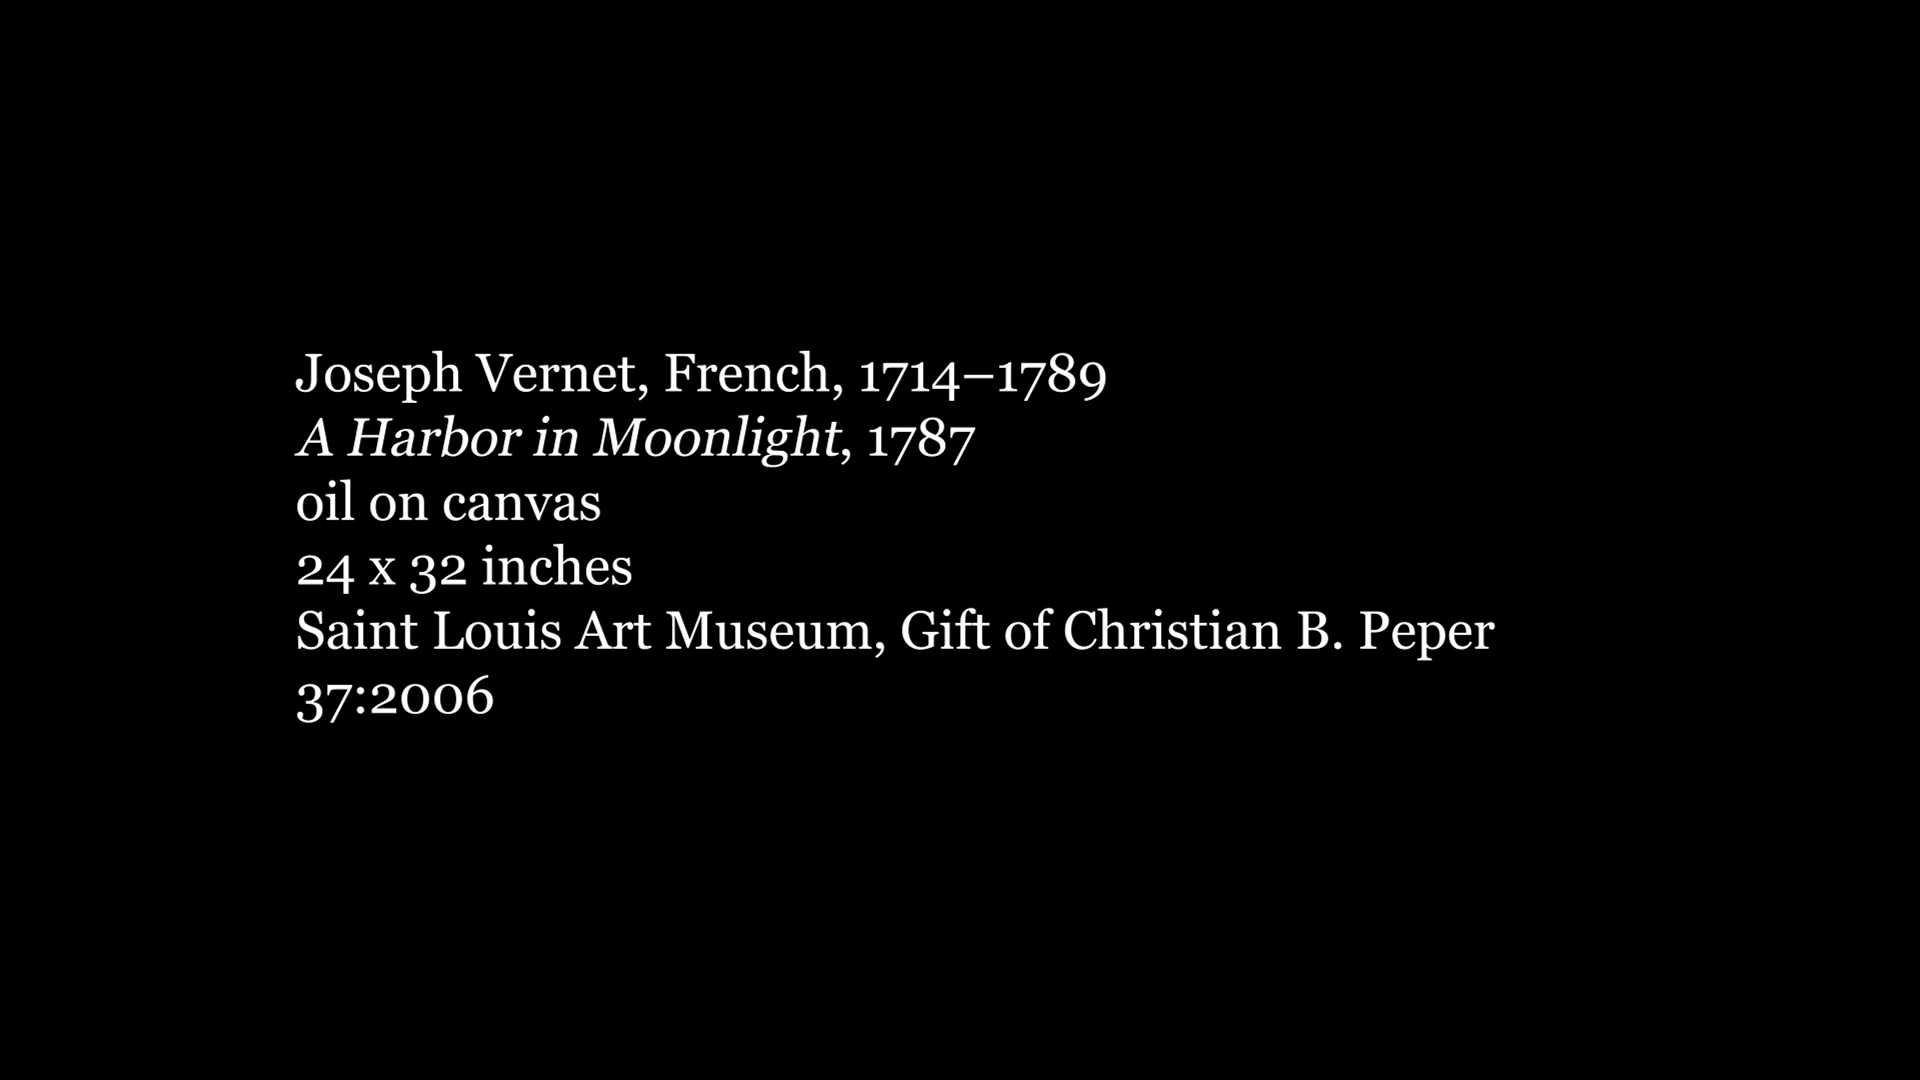 Joseph Vernet, French, 1714–1789
A Harbor in Moonlight, 1787
oil on canvas
24 x 32 inches
Saint Louis Art Museum, Gift of Christian B. Peper
37:2006